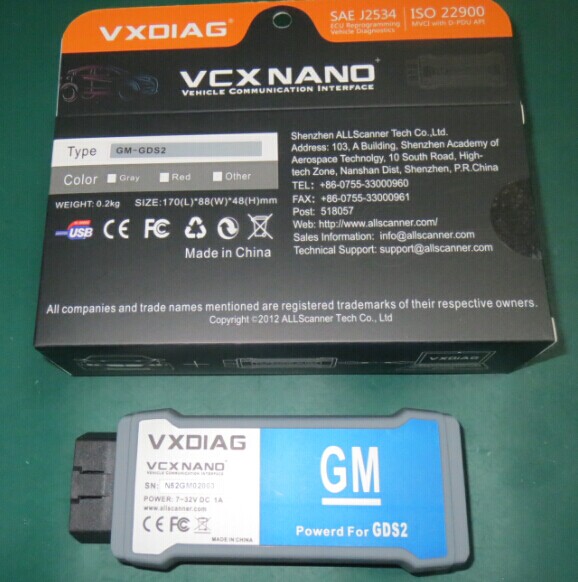 VXDIAG®
SAE J2534
ECU Reprogramming
Vehicle Diagnostics
ISO 22900
MVCI with D-PDU API
VCXNANO+
VEHICLE COMMUNICATION INTERFACE
Type GM-GDS2
Color Gray Red Other
WEIGHT: 0.2kg SIZE:170(L)*88(W)*48(H)mm
USB CE FC
Made in China
Shenzhen ALLScanner Tech Co.,Ltd.
Address: 103, A Building, Shenzhen Academy of
Aerospace Technolgy, 10 South Road, High-
tech Zone, Nanshan Dist, Shenzhen, P.R.China
TEL: +86-0755-33000960
FAX: +86-0755-33000961
Post: 518057
Web: http://www.allscanner.com/
Sales Information: info@allscanner.com
Technical Support: support@allscanner.com
All companies and trade names mentioned are registered trademarks of their respective owners.
Copyright ©2012 ALLScanner Tech Co., Ltd
VXDIAG
VXDIAG
VCXNANO+
VEHICLE COMMUNICATION INTERFACE
SN:
POWER: 7~32V DC 1A
www.allscanner.com
CE FC
MADE IN CHINA
GM
Powerd For GDS2